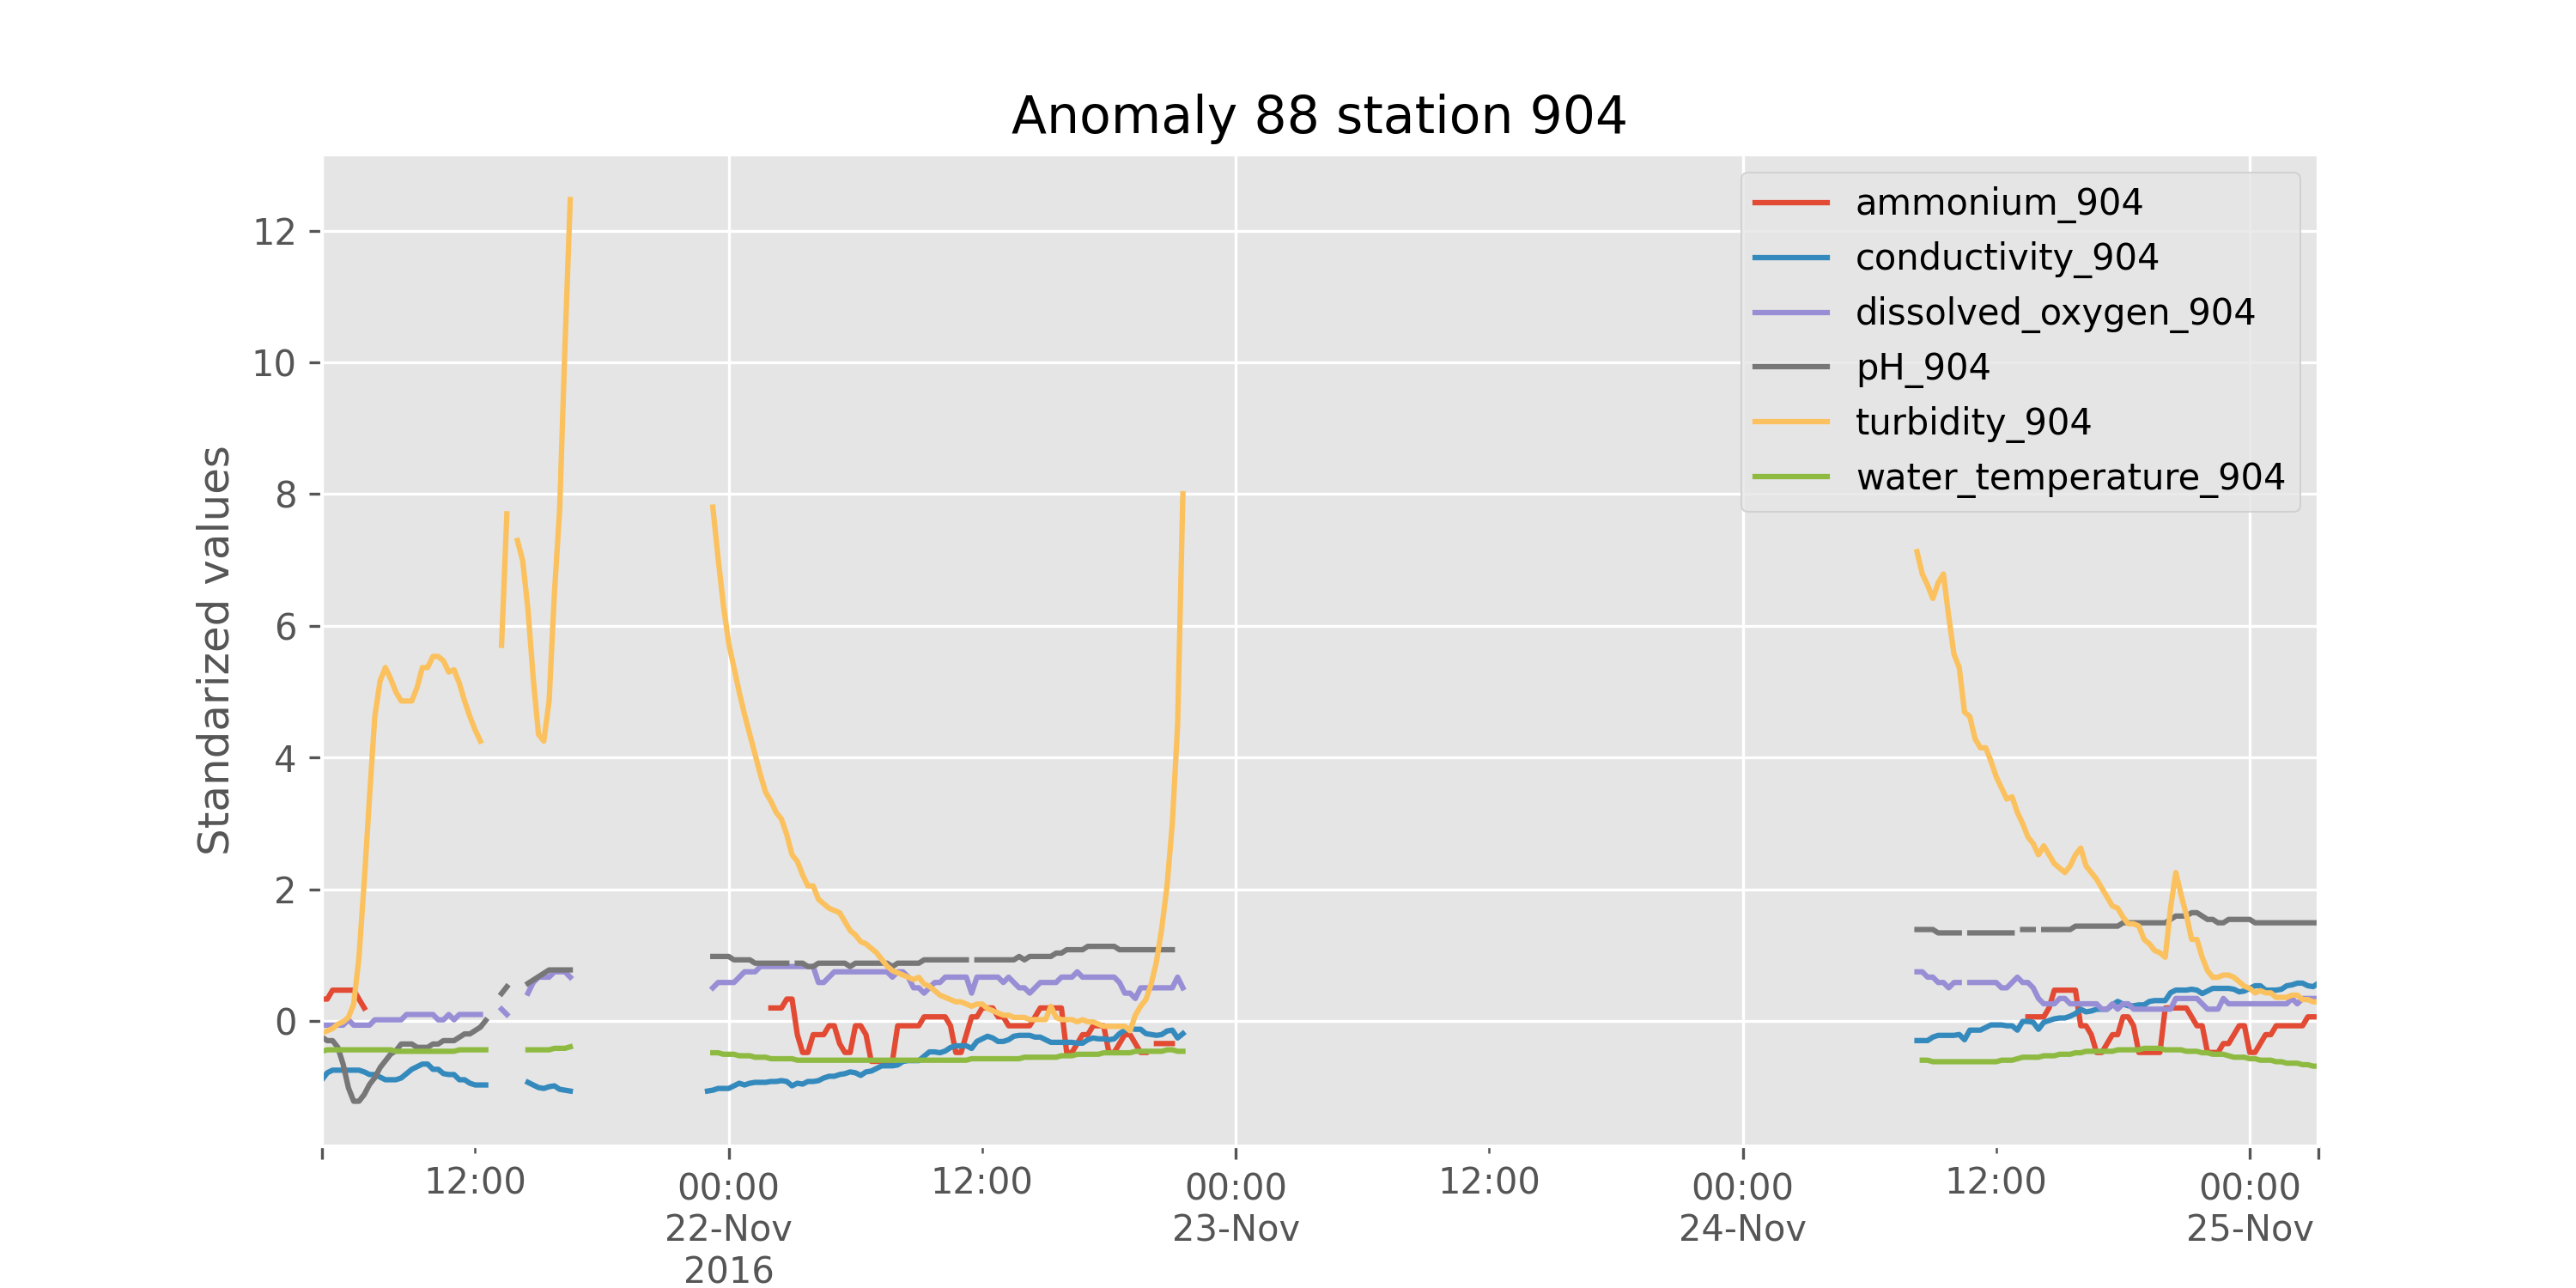 Anomaly 88 station 904
Standarized values
12
10
8
6
4
2
0
ammonium_904
conductivity_904
dissolved_oxygen_904
pH_904
turbidity_904
water_temperature_904
12:00
00:00
22-Nov
2016
12:00
00:00
23-Nov
12:00
00:00
24-Nov
12:00
00:00
25-Nov